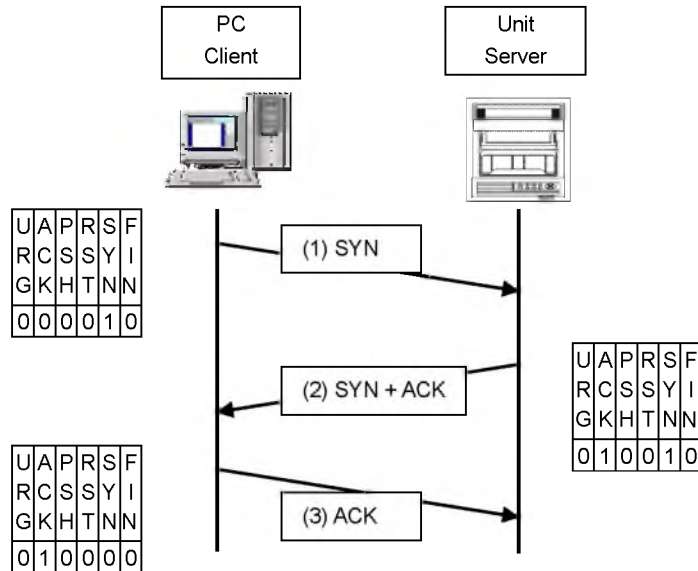 PC
Client
Unit
Server
U A P R S F
R C S S Y I
G K H T N N
0 0 0 0 1 0
(1) SYN
(2) SYN + ACK
U A P R S F
R C S S Y I
G K H T N N
0 1 0 0 1 0
U A P R S F
R C S S Y I
G K H T N N
0 1 0 0 0 0
(3) ACK